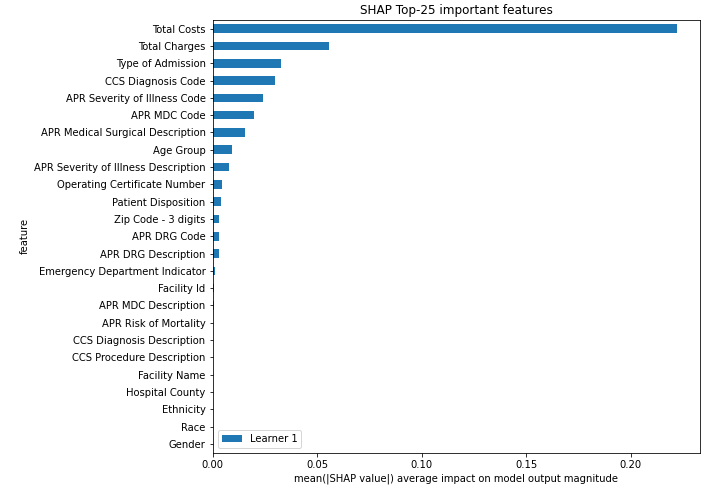 SHAP Top-25 important features
Total Costs
Total Charges
Type of Admission
CCS Diagnosis Code
APR Severity of Illness Code
APR MDC Code
APR Medical Surgical Description
Age Group
APR Severity of Illness Description
Operating Certificate Number
Patient Disposition
Zip Code - 3 digits
APR DRG Code
APR DRG Description
Emergency Department Indicator
Facility Id
APR MDC Description
APR Risk of Mortality
CCS Diagnosis Description
CCS Procedure Description
Facility Name
Hospital County
Ethnicity
Race
Gender
feature
Learner 1
0.00 0.05 0.10 0.15 0.20
mean(|SHAP value|) average impact on model output magnitude